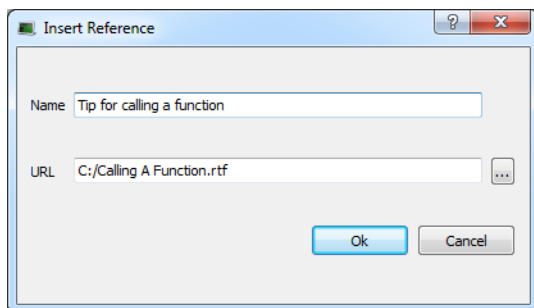 Insert Reference
?
X
Name Tip for calling a function
URL C:/Calling A Function.rtf ...
Ok Cancel